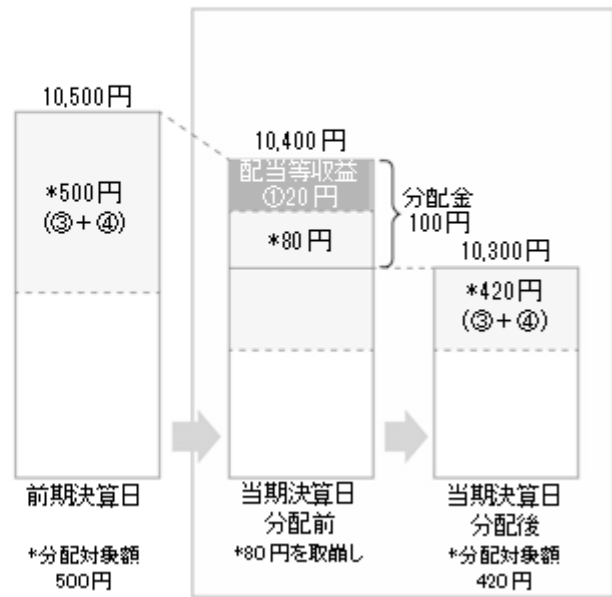 10,500円
*500円
(③+④)
前期決算日
*分配対象額
500円
10,400円
配当等収益
①20円
*80円
分配金
100円
当期決算日
分配前
*80円を取崩し
10,300円
*420円
(③+④)
当期決算日
分配後
*分配対象額
420円